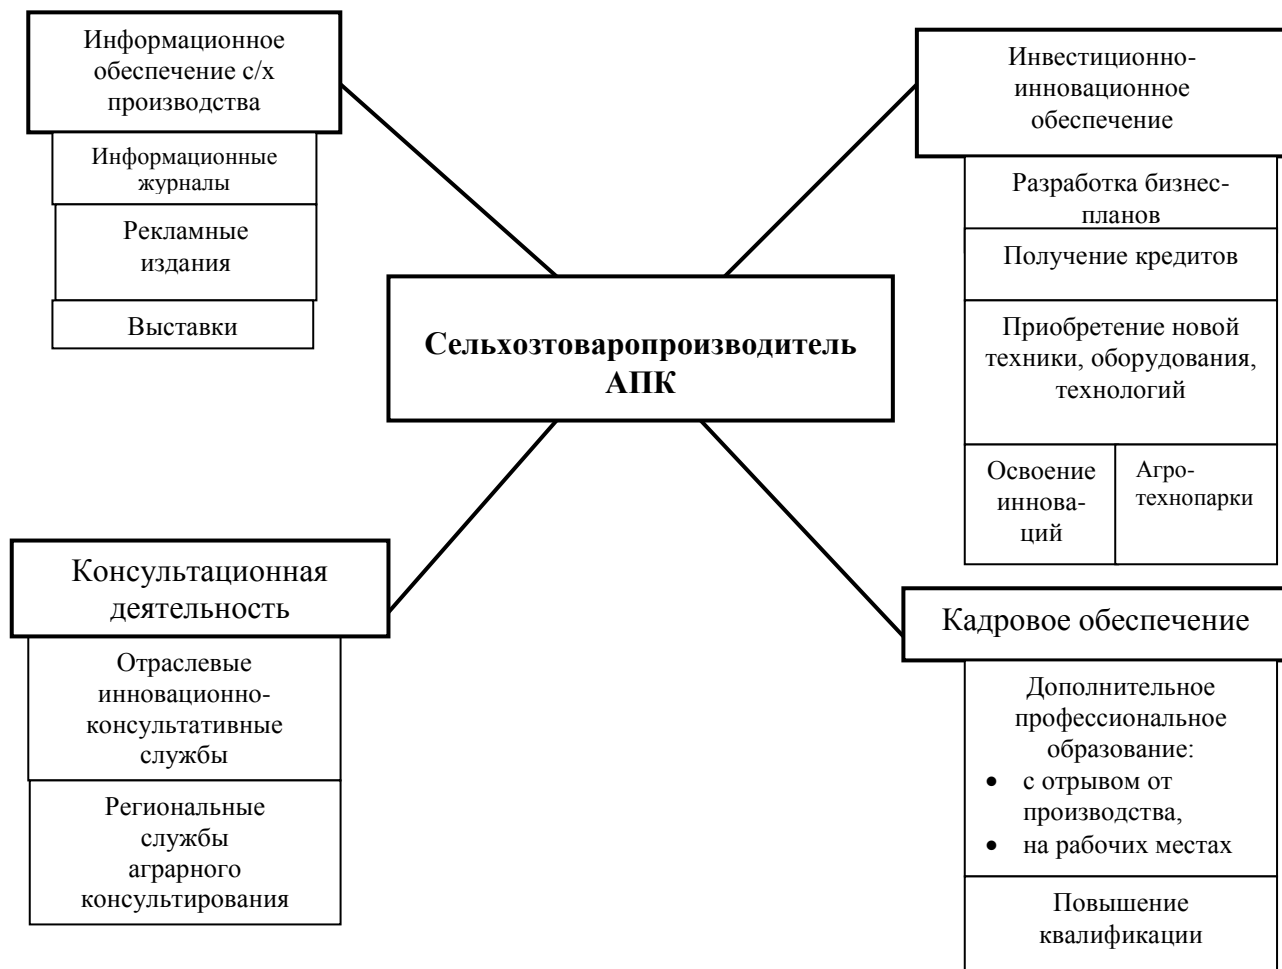 Информационное
обеспечение с/х
производства
Информационные
журналы
Рекламные
издания
Выставки
Инвестиционно-
инновационное
обеспечение
Разработка бизнес-
планов
Получение кредитов
Приобретение новой
техники, оборудования,
технологий
Освоение
иннова-
ций
Агро-
технопарки
Сельхозтоваропроизводитель
АПК
Консультационная
деятельность
Отраслевые
инновационно-
консультативные
службы
Региональные
службы
аграрного
консультирования
Кадровое обеспечение
Дополнительное
профессиональное
образование:
• с отрывом от
производства,
• на рабочих местах
Повышение
квалификации